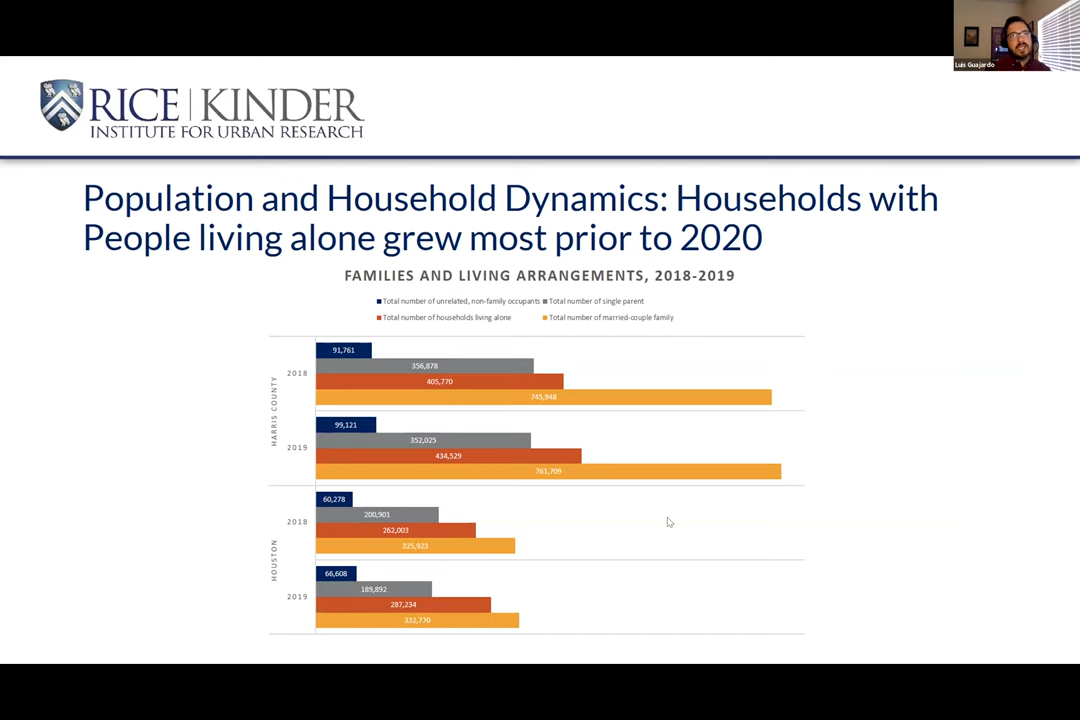 Luis Guajardo
RICE | KINDER
INSTITUTE FOR URBAN RESEARCH
Population and Household Dynamics: Households with
People living alone grew most prior to 2020
FAMILIES AND LIVING ARRANGEMENTS, 2018-2019
Total number of unrelated, non-family occupants Total number of single parent
Total number of households living alone Total number of married-couple family
HARRIS COUNTY
2018
91,761
356,878
405,770
745,948
2019
99,121
352,025
434,529
761,709
HOUSTON
2018
60,278
200,901
262,003
325,923
2019
66,608
189,892
287,234
332,770